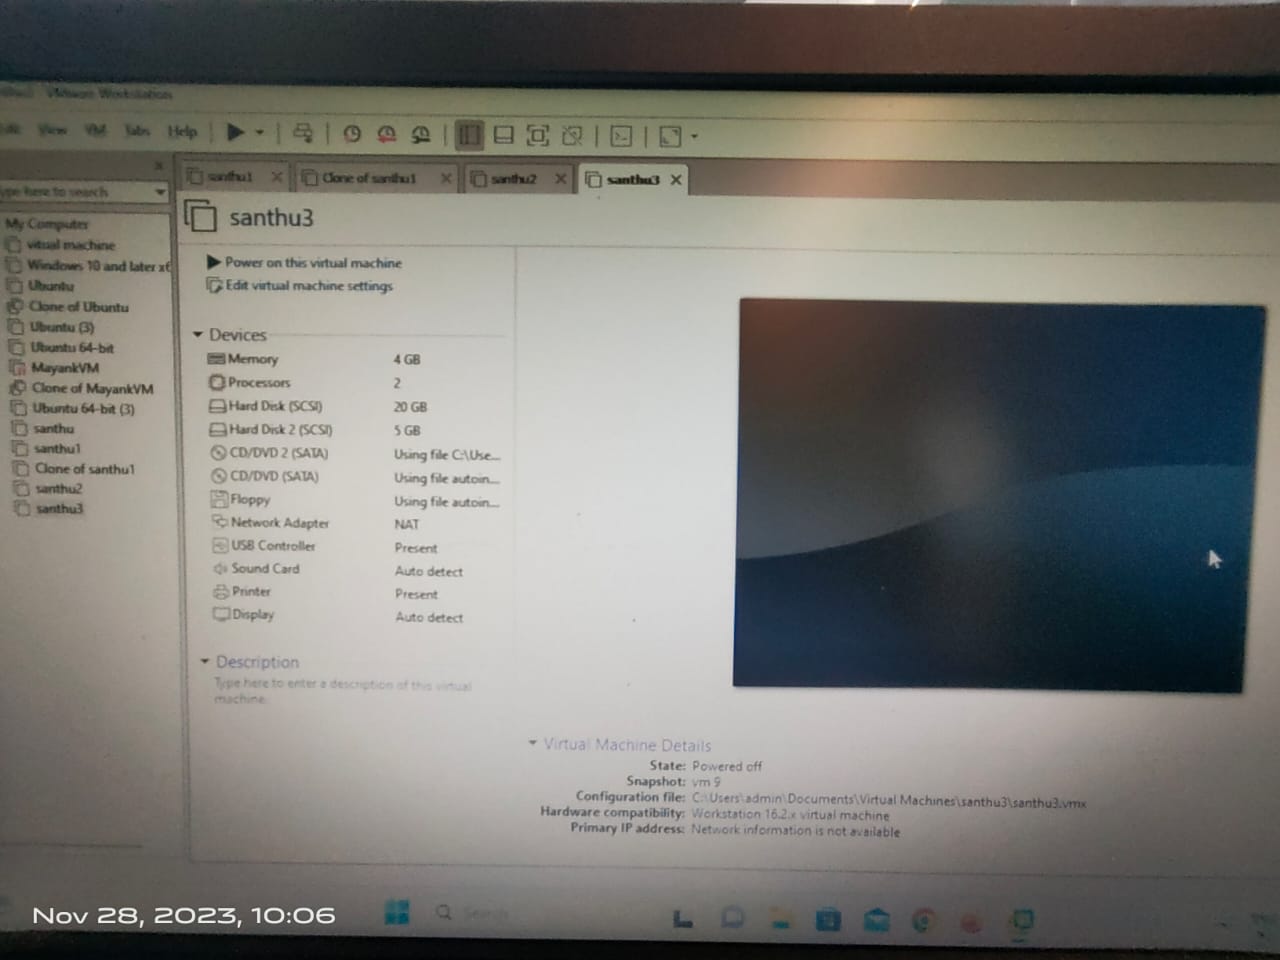 VMware Workstation
View VM Tabs Help
santhu1 Clone of santhu1 santhu2 santhu3
ype here to search
santhu3
My Computer
vitual machine
Windows 10 and later x6
Ubuntu
Clone of Ubuntu
Ubuntu (3)
Ubuntu 64-bit
MayankVM
Clone of MayankVM
Ubuntu 64-bit (3)
santhu
santhu1
Clone of santhu1
santhu2
santhu3
Power on this virtual machine
Edit virtual machine settings
Devices
Memory 4 GB
Processors 2
Hard Disk (SCSI) 20 GB
Hard Disk 2 (SCSI) 5 GB
CD/DVD 2 (SATA) Using file C:\Use...
CD/DVD (SATA) Using file autoin...
Floppy Using file autoin...
Network Adapter NAT
USB Controller Present
Sound Card Auto detect
Printer Present
Display Auto detect
Description
Type here to enter a description of this virtual
machine.
Virtual Machine Details
State: Powered off
Snapshot: vm 9
Configuration file: C:\Users\admin\Documents\Virtual Machines\santhu3\santhu3.vmx
Hardware compatibility: Workstation 16.2.x virtual machine
Primary IP address: Network information is not available
Search
Nov 28, 2023, 10:06